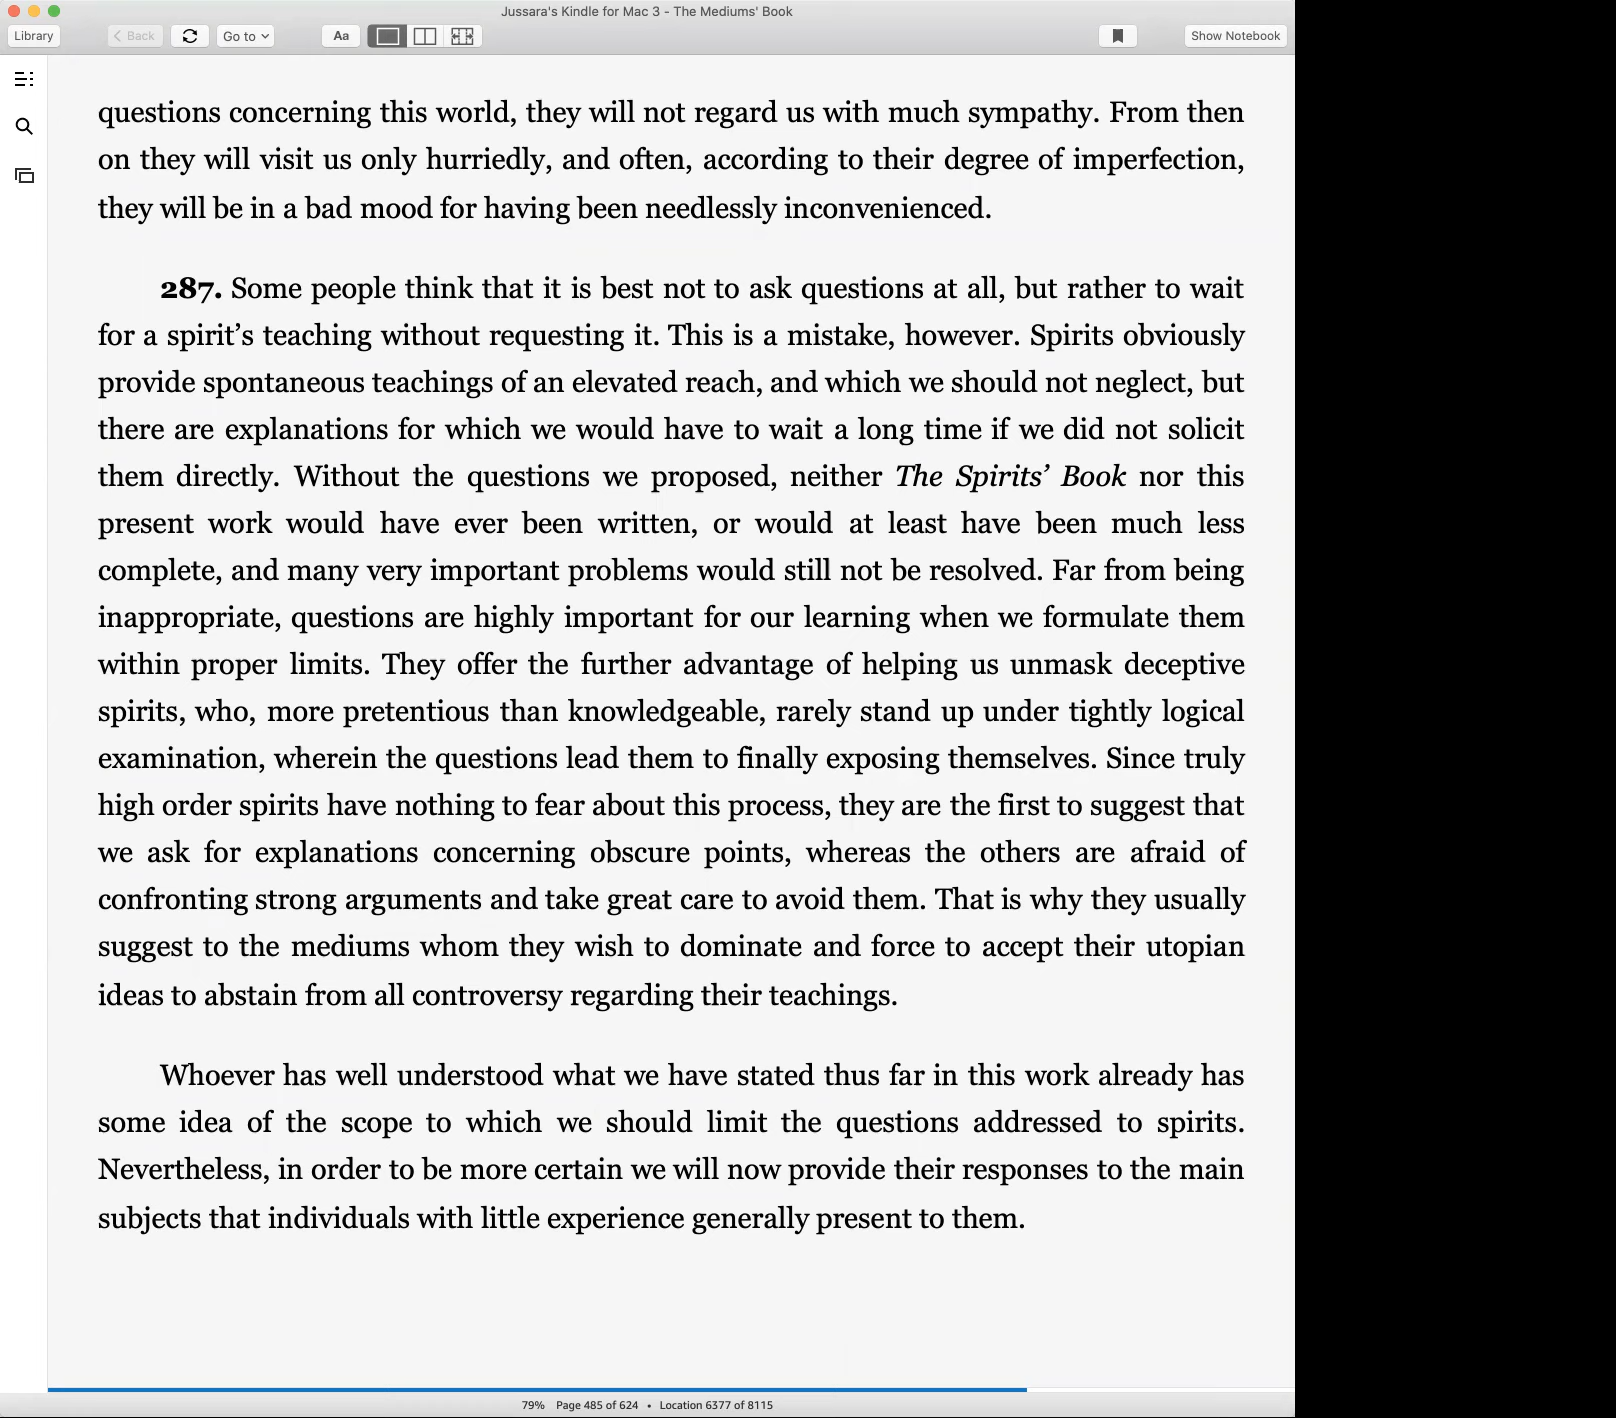 Jussara's Kindle for Mac 3 - The Mediums' Book
Library
Back
Go to
Aa
Show Notebook
questions concerning this world, they will not regard us with much sympathy. From then
on they will visit us only hurriedly, and often, according to their degree of imperfection,
they will be in a bad mood for having been needlessly inconvenienced.
287. Some people think that it is best not to ask questions at all, but rather to wait
for a spirit’s teaching without requesting it. This is a mistake, however. Spirits obviously
provide spontaneous teachings of an elevated reach, and which we should not neglect, but
there are explanations for which we would have to wait a long time if we did not solicit
them directly. Without the questions we proposed, neither The Spirits’ Book nor this
present work would have ever been written, or would at least have been much less
complete, and many very important problems would still not be resolved. Far from being
inappropriate, questions are highly important for our learning when we formulate them
within proper limits. They offer the further advantage of helping us unmask deceptive
spirits, who, more pretentious than knowledgeable, rarely stand up under tightly logical
examination, wherein the questions lead them to finally exposing themselves. Since truly
high order spirits have nothing to fear about this process, they are the first to suggest that
we ask for explanations concerning obscure points, whereas the others are afraid of
confronting strong arguments and take great care to avoid them. That is why they usually
suggest to the mediums whom they wish to dominate and force to accept their utopian
ideas to abstain from all controversy regarding their teachings.
Whoever has well understood what we have stated thus far in this work already has
some idea of the scope to which we should limit the questions addressed to spirits.
Nevertheless, in order to be more certain we will now provide their responses to the main
subjects that individuals with little experience generally present to them.
79% Page 485 of 624 • Location 6377 of 8115